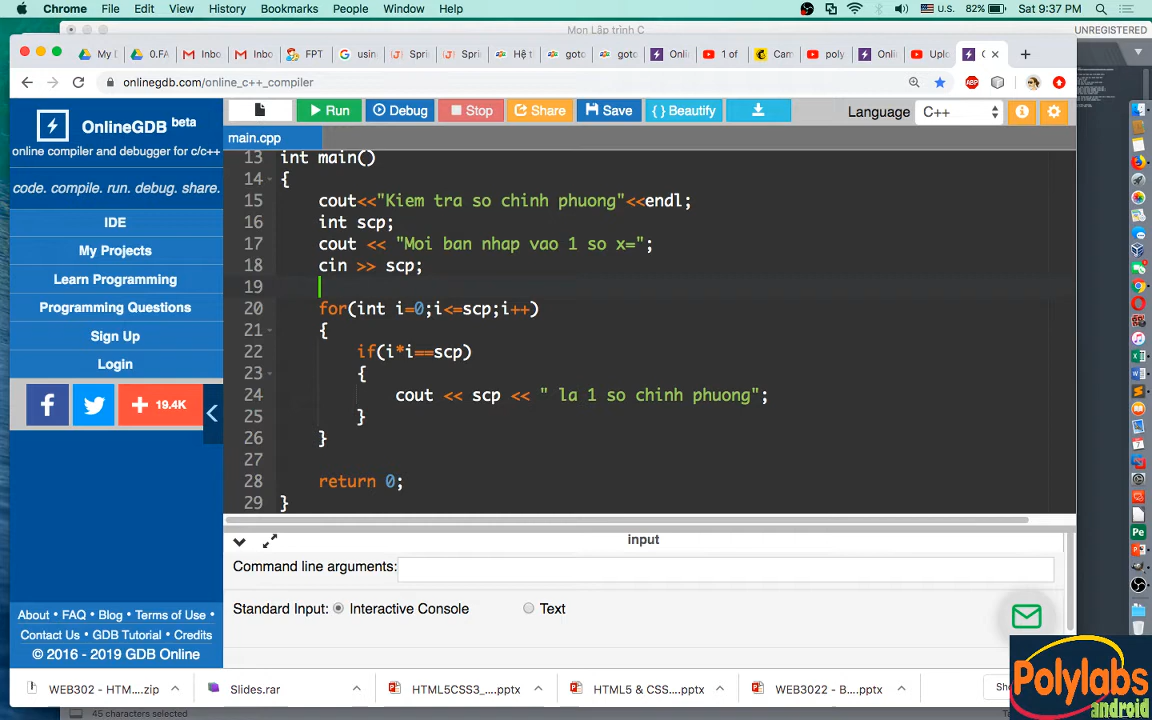 Chrome File Edit View History Bookmarks People Window Help U.S. 82% Sat 9:37 PM
Mon Lập trình C UNREGISTERED
My I 0.FA Inbo Inbo FPT usin Spri Spri Hệ t goto goto Onli 1 of Cam poly Onli Uplo
onlinegdb.com/online_c++_compiler ABP
OnlineGDB beta
online compiler and debugger for c/c++
code. compile. run. debug. share.
IDE
My Projects
Learn Programming
Programming Questions
Sign Up
Login
f + 19.4K
About • FAQ • Blog • Terms of Use •
Contact Us • GDB Tutorial • Credits
© 2016 - 2019 GDB Online
Run Debug Stop Share Save { } Beautify Language C++
main.cpp
13 int main()
14 {
15 cout<<"Kiem tra so chinh phuong"<<endl;
16 int scp;
17 cout << "Moi ban nhap vao 1 so x=";
18 cin >> scp;
19
20 for(int i=0;i<=scp;i++)
21 {
22 if(i*i==scp)
23 {
24 cout << scp << " la 1 so chinh phuong";
25 }
26 }
27
28 return 0;
29 }
input
Command line arguments:
Standard Input: Interactive Console Text
WEB302 - HTM....zip Slides.rar HTML5CSS3_....pptx HTML5 & CSS....pptx WEB3022 - B....pptx
45 characters selected
Polylabs
android